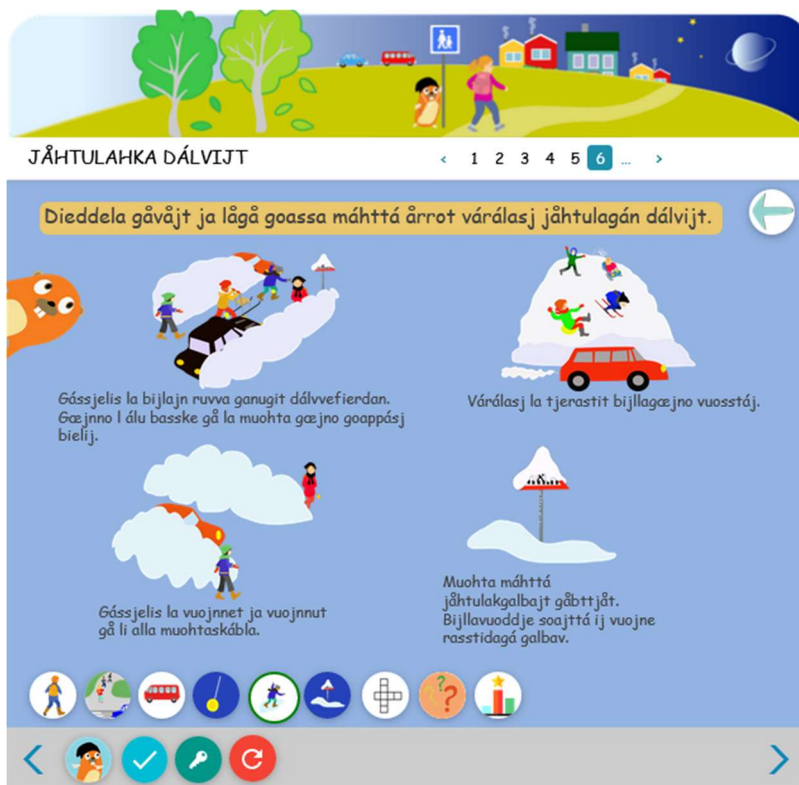 JÅHTULAHKA DÁLVIJT
‹ 1 2 3 4 5 6 ... ›
Dieddela gåvåjt ja lågå goassa máhttá årrot várálasj jåhtulagán dálvijt.
Gássjelis la bijlajn ruvva ganugit dálvvefierdan.
Gæjnno l álu basske gå la muohta gæjno goappásj
bielij.
Várálasj la tjerastit bijllagæjno vuosstáj.
Gássjelis la vuojnnet ja vuojnnut
gå li alla muohtaskábla.
Muohta máhttá
jåhtulakgalbajt gåbttjåt.
Bijllavuoddje soajttá ij vuojne
rasstidagá galbav.
? ? ?